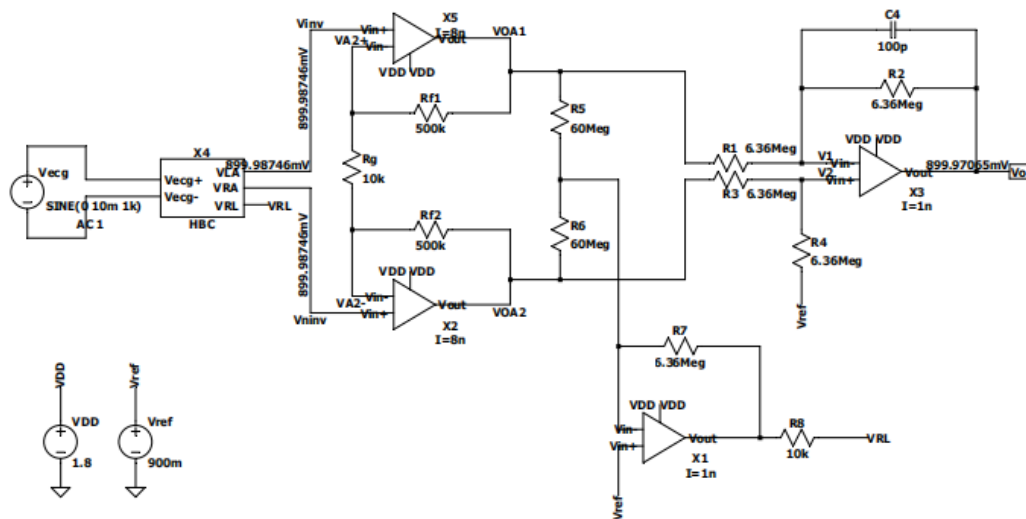 X5
I=8n
Vinv
Vin+
VA2+
Vin-
Vout
VOA1
VDD VDD
Rf1
500k
899.98746mV
Rg
10k
X4
899.98746mV
VLA
VRA
VRL
VRL
Vecg+
Vecg-
HBC
Vecg
SINE(0 10m 1k)
AC 1
899.98746mV
Rf2
500k
VDD VDD
VA2-
Vin-
Vin+
Vout
VOA2
Vninv
X2
I=8n
R5
60Meg
R6
60Meg
C4
100p
R2
6.36Meg
R1 6.36Meg
V1
Vin-
R3 6.36Meg
V2
Vin+
VDD VDD
Vout
899.97065mV
Vo
X3
I=1n
R4
6.36Meg
Vref
R7
6.36Meg
VDD VDD
Vin-
Vin+
Vout
X1
I=1n
R8
10k
VRL
Vref
VDD
VDD
1.8
Vref
Vref
900m